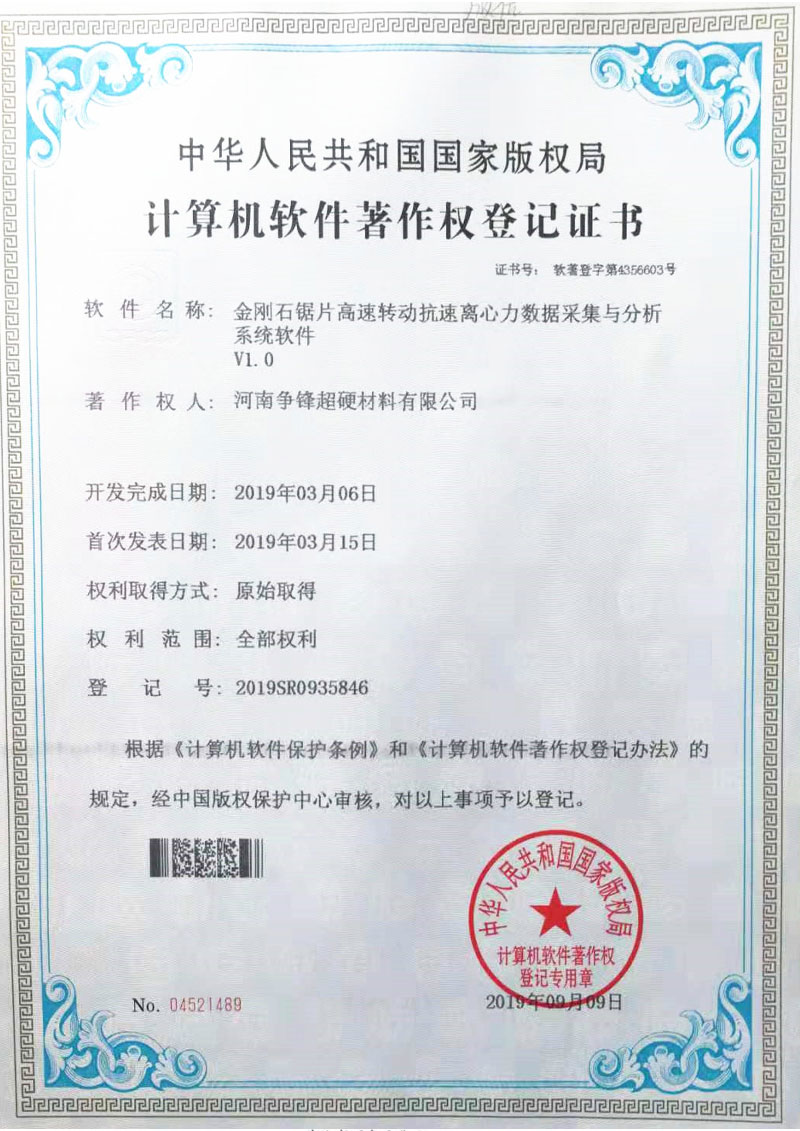 中华人民共和国国家版权局
计算机软件著作权登记证书
证书号： 软著登字第4356603号
软件名称： 金刚石锯片高速转动抗速离心力数据采集与分析
系统软件
V1.0
著作权人： 河南争锋超硬材料有限公司
开发完成日期： 2019年03月06日
首次发表日期： 2019年03月15日
权利取得方式： 原始取得
权利范围： 全部权利
登记号： 2019SR0935846
根据《计算机软件保护条例》和《计算机软件著作权登记办法》的
规定，经中国版权保护中心审核，对以上事项予以登记。
中华人民共和国国家版权局
计算机软件著作权
登记专用章
No. 04521489
2019年09月09日